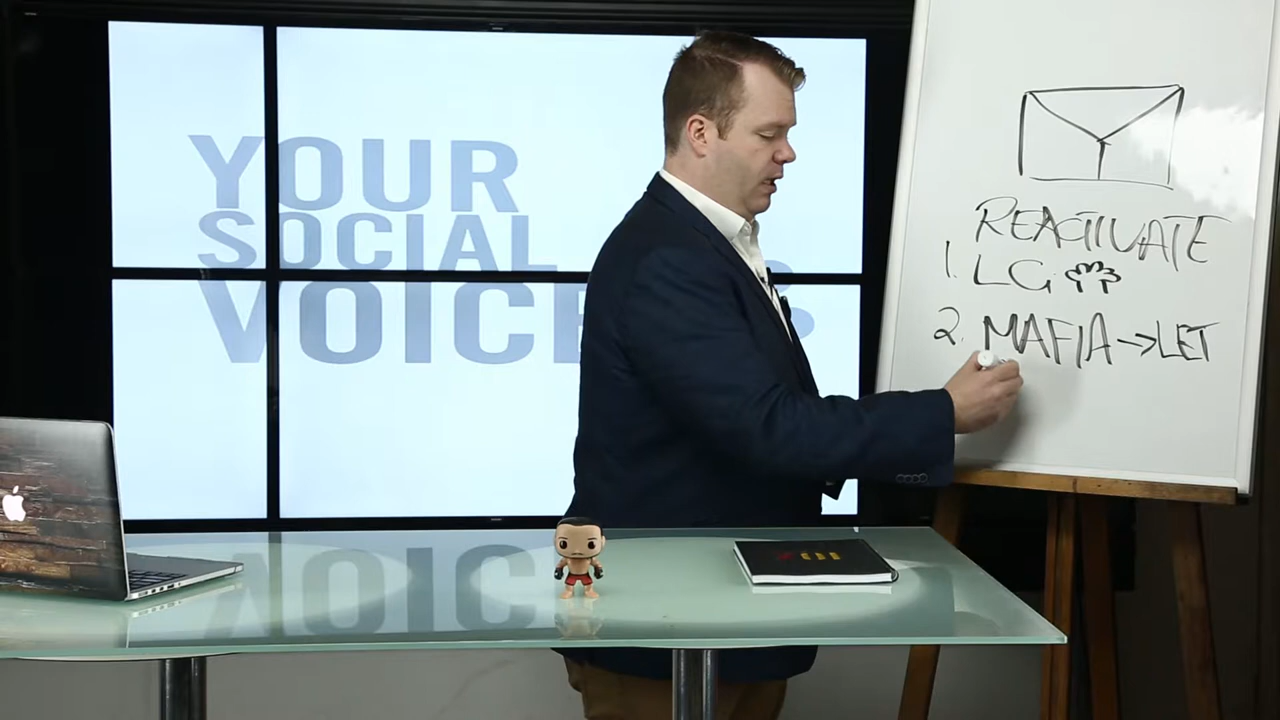 YOUR
SOCIAL
VOICE
REACTIVATE
1. LG
2. MAFIA → LET